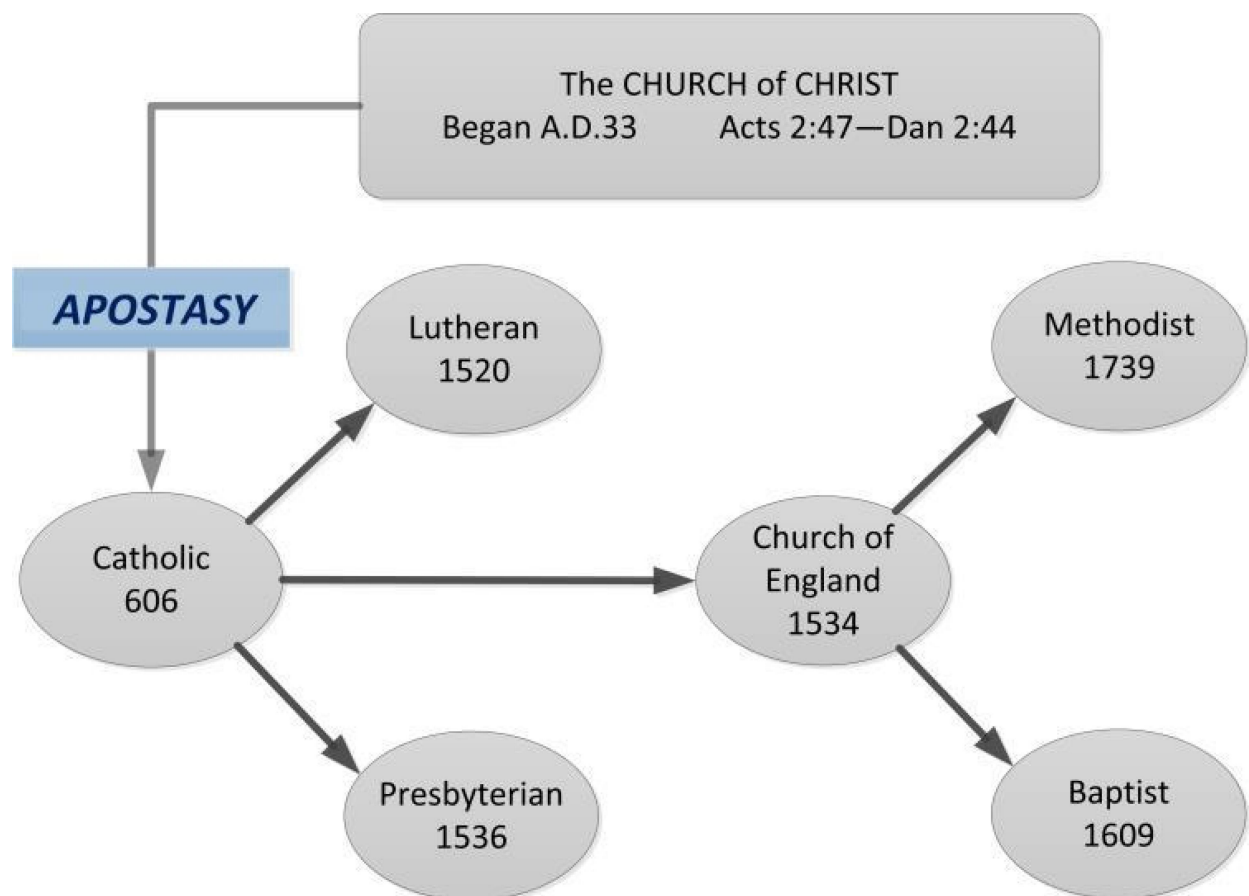 The CHURCH of CHRIST
Began A.D.33 Acts 2:47—Dan 2:44
APOSTASY
Lutheran
1520
Methodist
1739
Catholic
606
Church of
England
1534
Presbyterian
1536
Baptist
1609